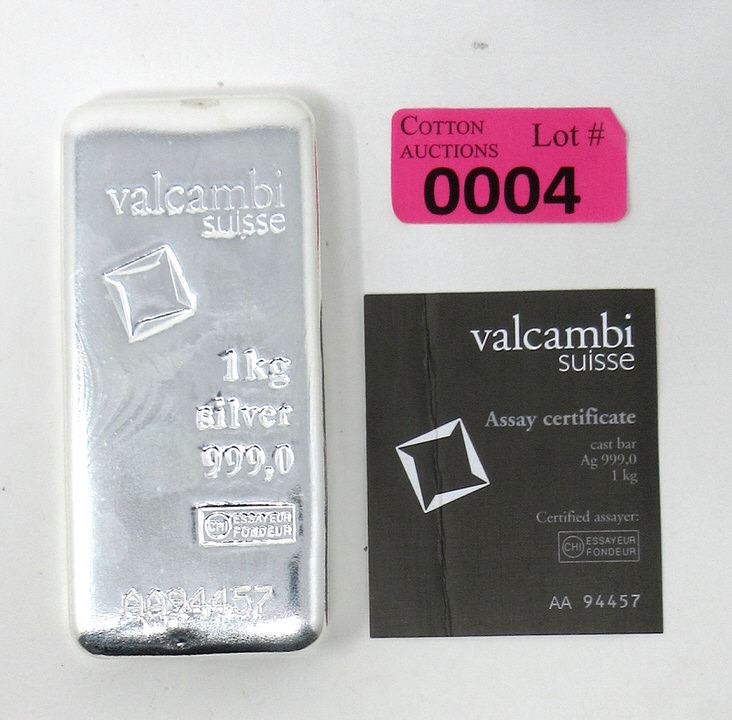 valcambi
suisse
1kg
silver
999,0
CHI ESSAYEUR
FONDEUR
AA94457
COTTON
AUCTIONS
Lot #
0004
valcambi
suisse
Assay certificate
cast bar
Ag 999,0
1 kg
Certified assayer:
CHI ESSAYEUR
FONDEUR
AA 94457